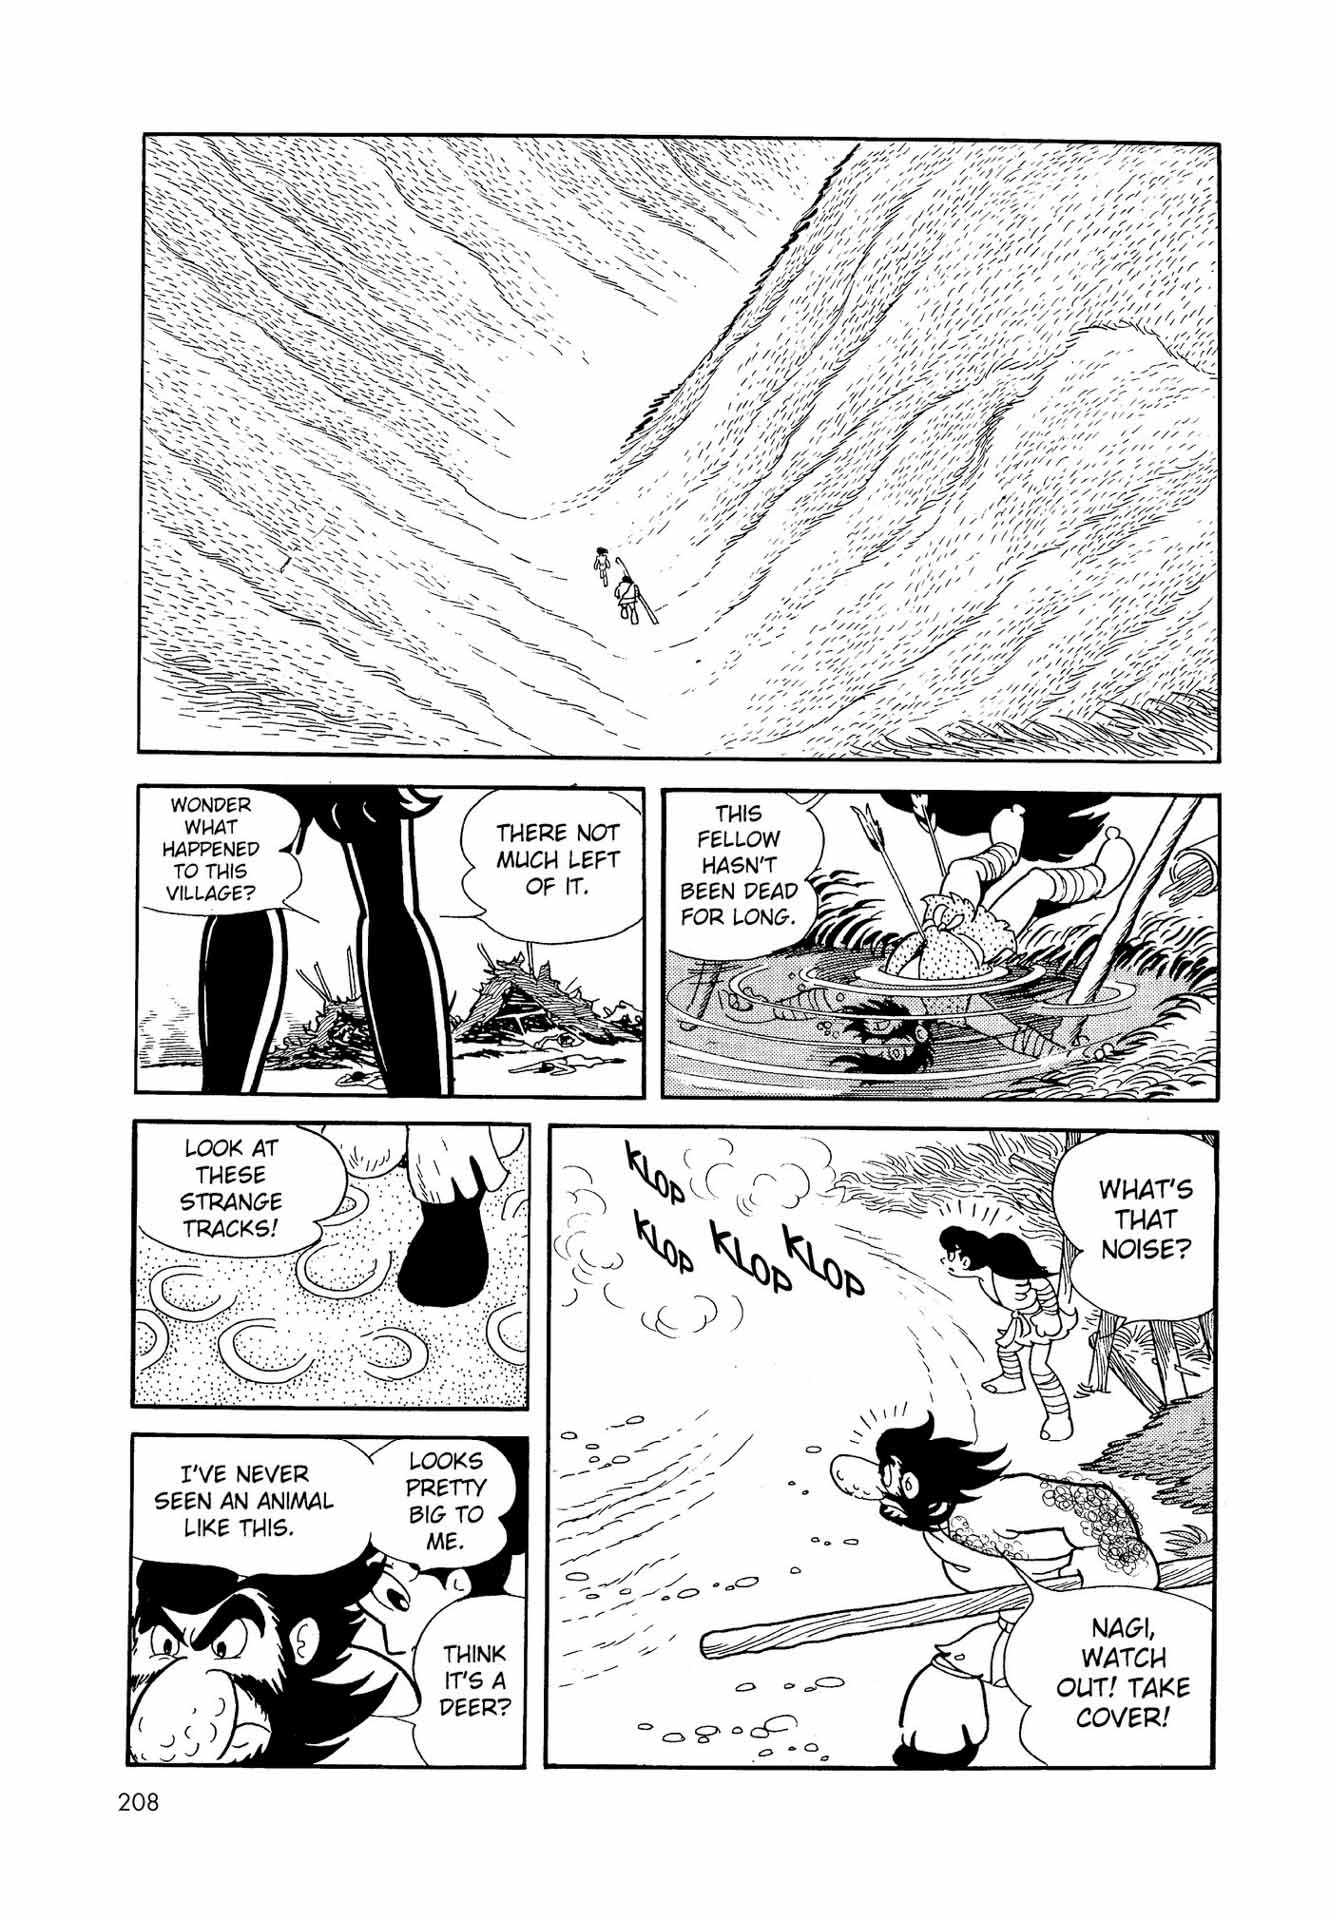 WONDER
WHAT
HAPPENED
TO THIS
VILLAGE?
THERE NOT
MUCH LEFT
OF IT.
THIS
FELLOW
HASN'T
BEEN DEAD
FOR LONG.
LOOK AT
THESE
STRANGE
TRACKS!
I'VE NEVER
SEEN AN ANIMAL
LIKE THIS.
LOOKS
PRETTY
BIG TO
ME.
THINK
IT'S A
DEER?
KLOP
KLOP
KLOP
KLOP
WHAT'S
THAT
NOISE?
NAGI,
WATCH
OUT! TAKE
COVER!
208